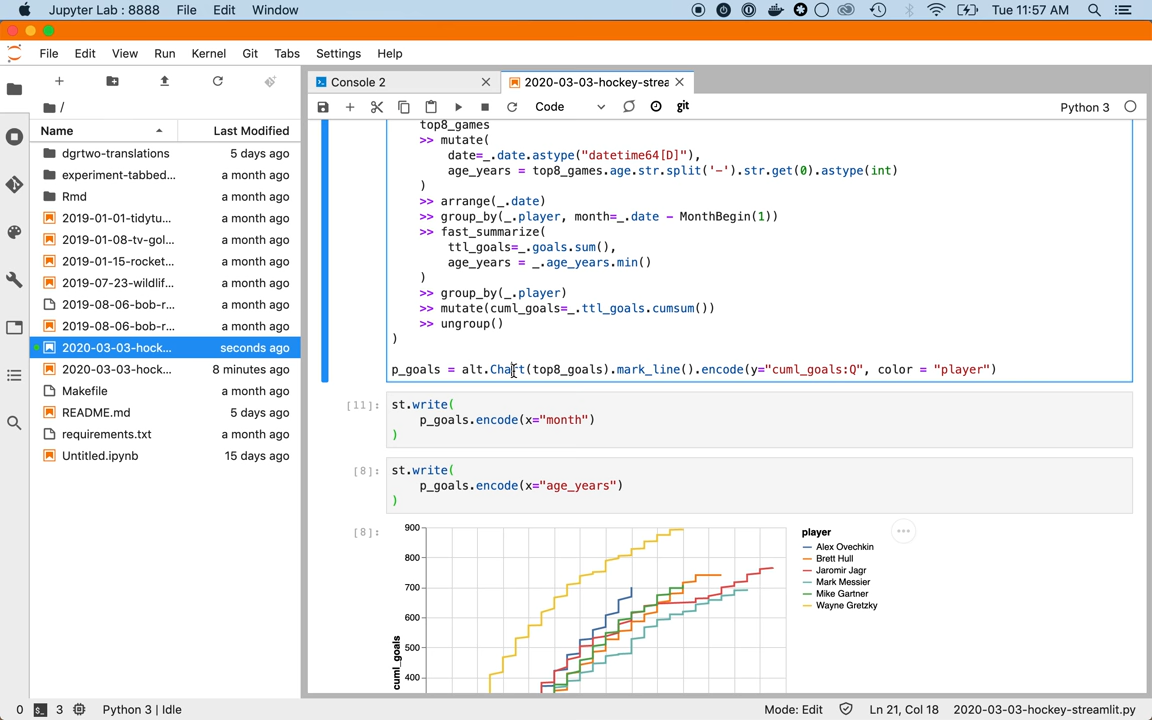 Jupyter Lab : 8888 File Edit Window Tue 11:57 AM
File Edit View Run Kernel Git Tabs Settings Help
Console 2 2020-03-03-hockey-strea
Code git Python 3
/
Name Last Modified
dgrtwo-translations 5 days ago
experiment-tabbed... a month ago
Rmd a month ago
2019-01-01-tidytu... a month ago
2019-01-08-tv-gol... a month ago
2019-01-15-rocket... a month ago
2019-07-23-wildlif... a month ago
2019-08-06-bob-r... a month ago
2019-08-06-bob-r... a month ago
2020-03-03-hock... seconds ago
2020-03-03-hock... 8 minutes ago
Makefile a month ago
README.md 5 days ago
requirements.txt a month ago
Untitled.ipynb 15 days ago
top8_games
>> mutate(
date=_.date.astype("datetime64[D]"),
age_years = top8_games.age.str.split('-').str.get(0).astype(int)
)
>> arrange(_.date)
>> group_by(_.player, month=_.date - MonthBegin(1))
>> fast_summarize(
ttl_goals=_.goals.sum(),
age_years = _.age_years.min()
)
>> group_by(_.player)
>> mutate(cuml_goals=_.ttl_goals.cumsum())
>> ungroup()
)
p_goals = alt.Chart(top8_goals).mark_line().encode(y="cuml_goals:Q", color = "player")
[11]: st.write(
p_goals.encode(x="month")
)
[8]: st.write(
p_goals.encode(x="age_years")
)
[8]:
900
800
700
600
500
400
cuml_goals
player
Alex Ovechkin
Brett Hull
Jaromir Jagr
Mark Messier
Mike Gartner
Wayne Gretzky
0 3 Python 3 | Idle Mode: Edit Ln 21, Col 18 2020-03-03-hockey-streamlit.py